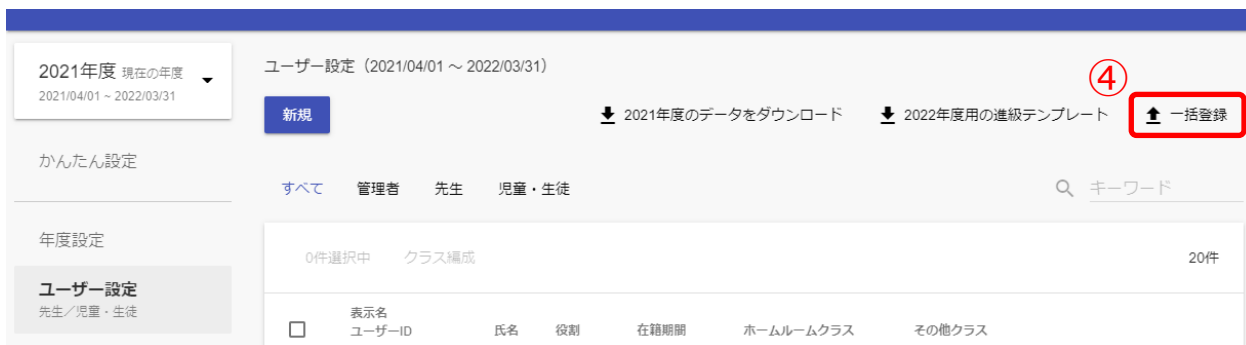 2021年度 現在の年度
2021/04/01 ~ 2022/03/31
かんたん設定
年度設定
ユーザー設定
先生／児童・生徒
ユーザー設定（2021/04/01 ～ 2022/03/31）
④
新規
2021年度のデータをダウンロード
2022年度用の進級テンプレート
一括登録
すべて 管理者 先生 児童・生徒
キーワード
0件選択中 クラス編成 20件
表示名
ユーザーID 氏名 役割 在籍期間 ホームルームクラス その他クラス